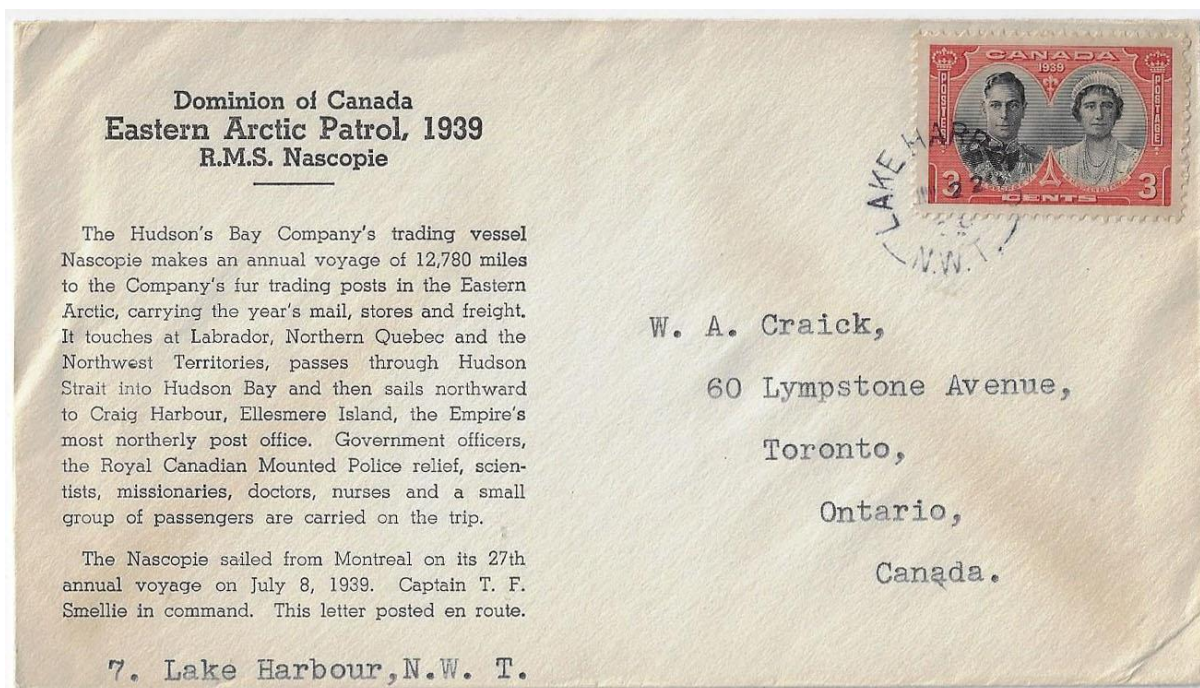 Dominion of Canada
Eastern Arctic Patrol, 1939
R.M.S. Nascopie
The Hudson's Bay Company's trading vessel
Nascopie makes an annual voyage of 12,780 miles
to the Company's fur trading posts in the Eastern
Arctic, carrying the year's mail, stores and freight.
It touches at Labrador, Northern Quebec and the
Northwest Territories, passes through Hudson
Strait into Hudson Bay and then sails northward
to Craig Harbour, Ellesmere Island, the Empire's
most northerly post office. Government officers,
the Royal Canadian Mounted Police relief, scien-
tists, missionaries, doctors, nurses and a small
group of passengers are carried on the trip.
The Nascopie sailed from Montreal on its 27th
annual voyage on July 8, 1939. Captain T. F.
Smellie in command. This letter posted en route.
7. Lake Harbour,N.W. T.
CANADA
1939
POSTES
POSTAGE
3 CENTS 3
LAKE
22
N.W.T.
W. A. Craick,
60 Lympstone Avenue,
Toronto,
Ontario,
Canada.